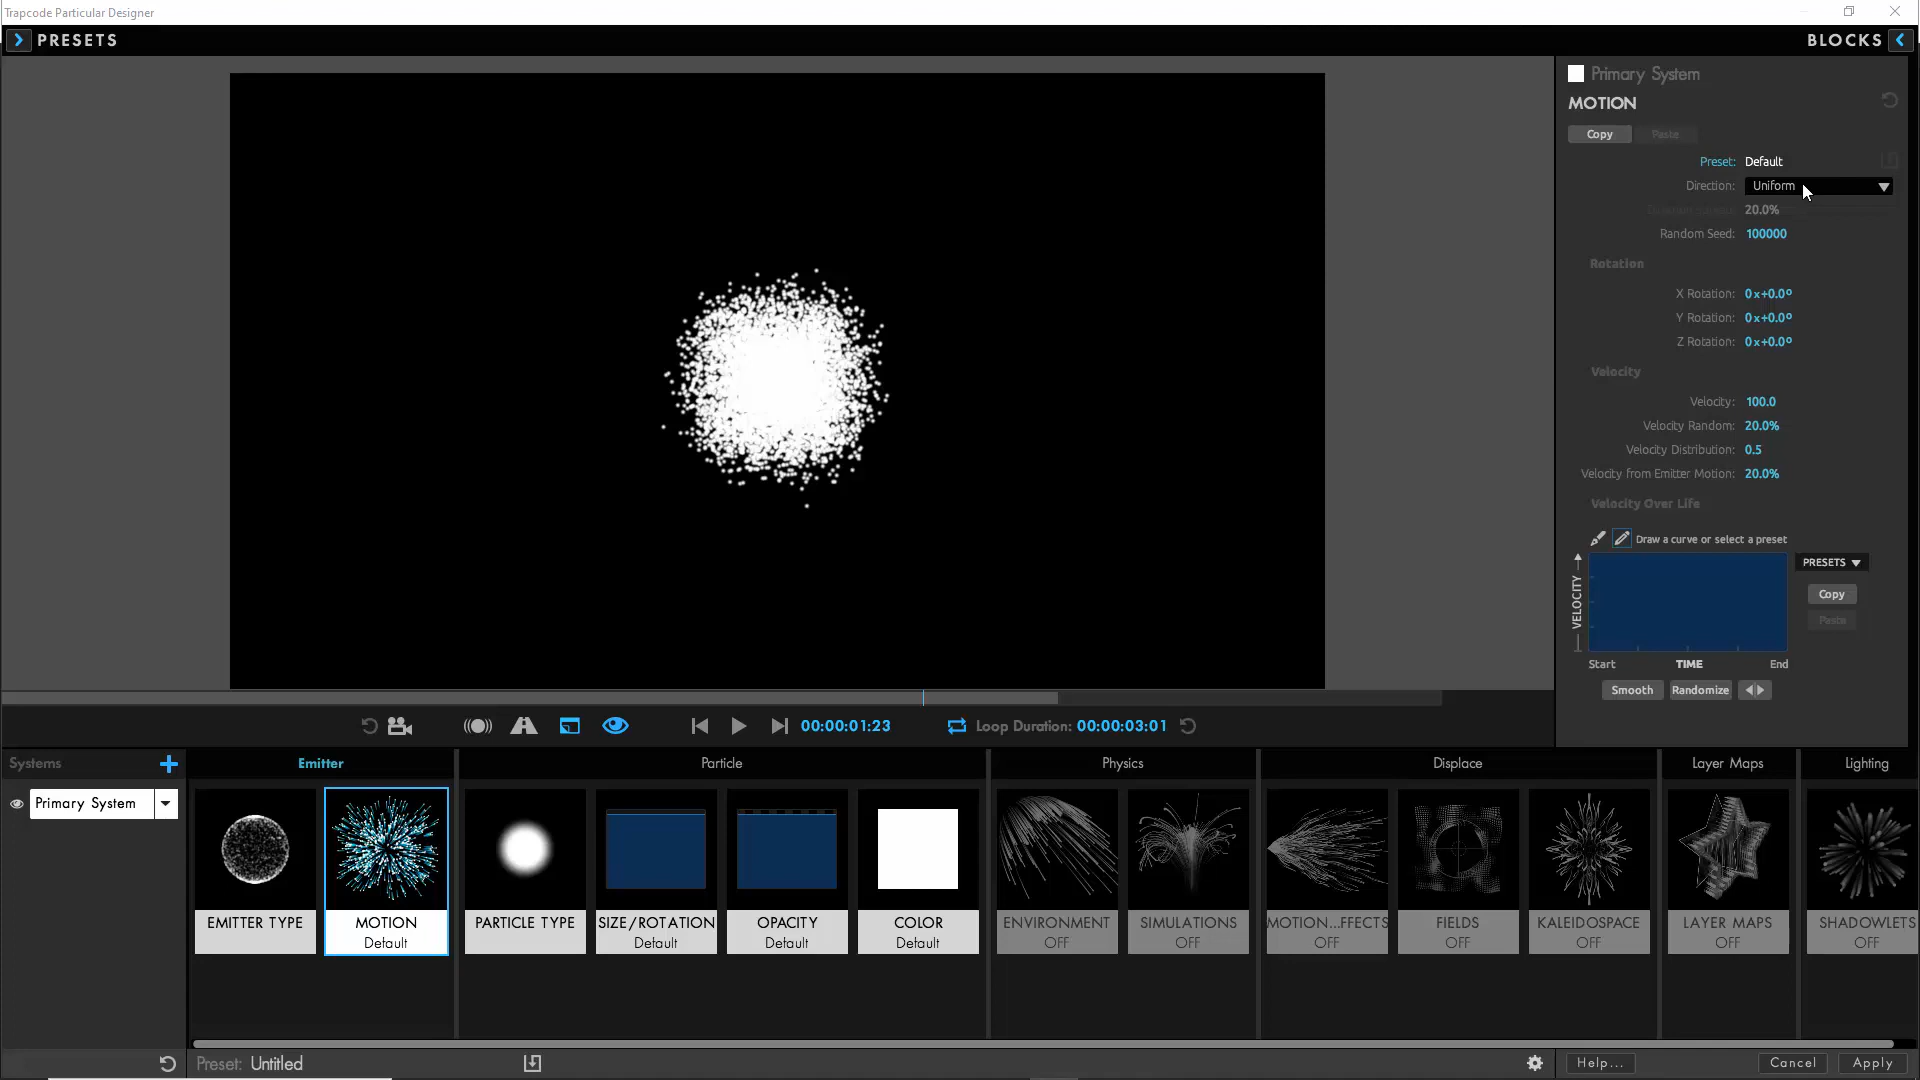 Trapcode Particular Designer
PRESETS
BLOCKS
Primary System
MOTION
Copy
Paste
Preset: Default
Direction: Uniform
20.0%
Random Seed: 100000
Rotation
X Rotation: 0x+0.0°
Y Rotation: 0x+0.0°
Z Rotation: 0x+0.0°
Velocity
Velocity: 100.0
Velocity Random: 20.0%
Velocity Distribution: 0.5
Velocity from Emitter Motion: 20.0%
Velocity Over Life
Draw a curve or select a preset
PRESETS
VELOCITY
Copy
Paste
Start TIME End
Smooth Randomize
00:00:01:23
Loop Duration: 00:00:03:01
Systems
Emitter
Particle
Physics
Displace
Layer Maps
Lighting
Primary System
EMITTER TYPE
MOTION
Default
PARTICLE TYPE
SIZE/ROTATION
Default
OPACITY
Default
COLOR
Default
ENVIRONMENT
OFF
SIMULATIONS
OFF
MOTION...FFECTS
OFF
FIELDS
OFF
KALEIDOSPACE
OFF
LAYER MAPS
OFF
SHADOWLETS
OFF
Preset: Untitled
Help...
Cancel
Apply